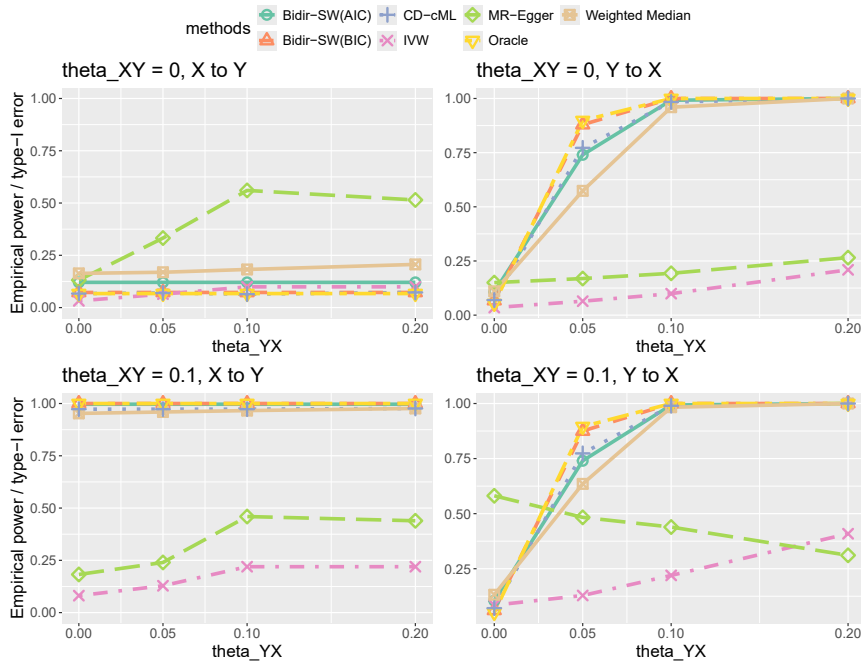 methods
Bidir-SW(AIC) CD-cML MR-Egger Weighted Median
Bidir-SW(BIC) IVW Oracle
theta_XY = 0, X to Y
Empirical power / type-I error
1.00
0.75
0.50
0.25
0.00
0.00 0.05 0.10 0.20
theta_YX
theta_XY = 0, Y to X
1.00
0.75
0.50
0.25
0.00
0.00 0.05 0.10 0.20
theta_YX
theta_XY = 0.1, X to Y
Empirical power / type-I error
1.00
0.75
0.50
0.25
0.00
0.00 0.05 0.10 0.20
theta_YX
theta_XY = 0.1, Y to X
1.00
0.75
0.50
0.25
0.00 0.05 0.10 0.20
theta_YX